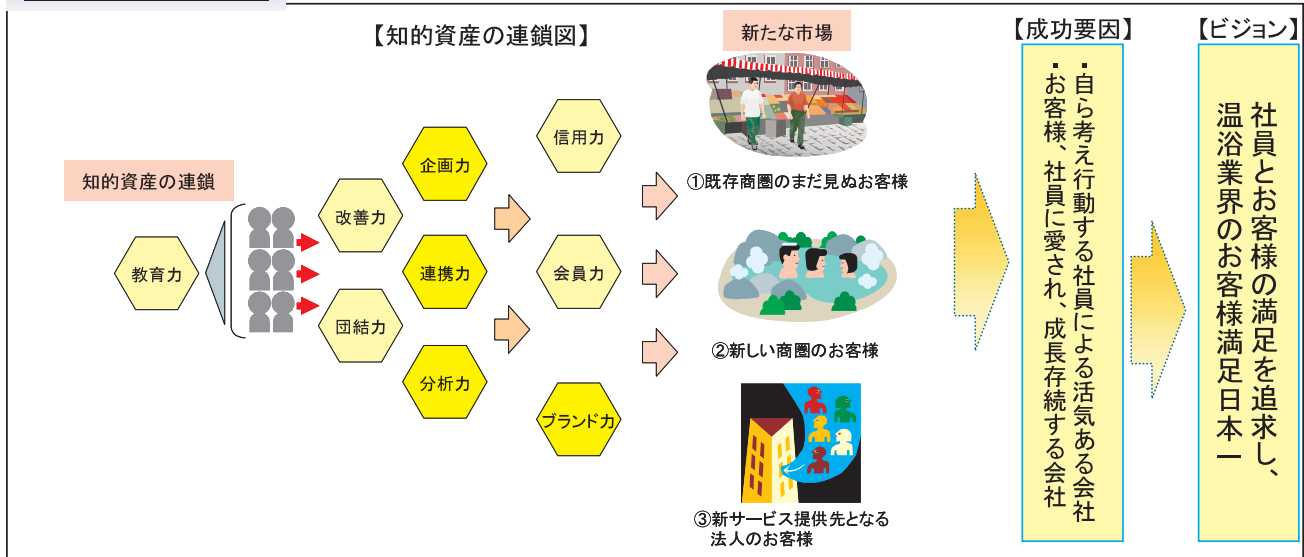 【知的資産の連鎖図】
新たな市場
【成功要因】
【ビジョン】
知的資産の連鎖
教育力
改善力
団結力
企画力
連携力
分析力
信用力
会員力
ブランド力
①既存商圏のまだ見ぬお客様
②新しい商圏のお客様
③新サービス提供先となる
法人のお客様
・自ら考え行動する社員による活気ある会社
・お客様、社員に愛され、成長存続する会社
社員とお客様の満足を追求し、
温浴業界のお客様満足日本一